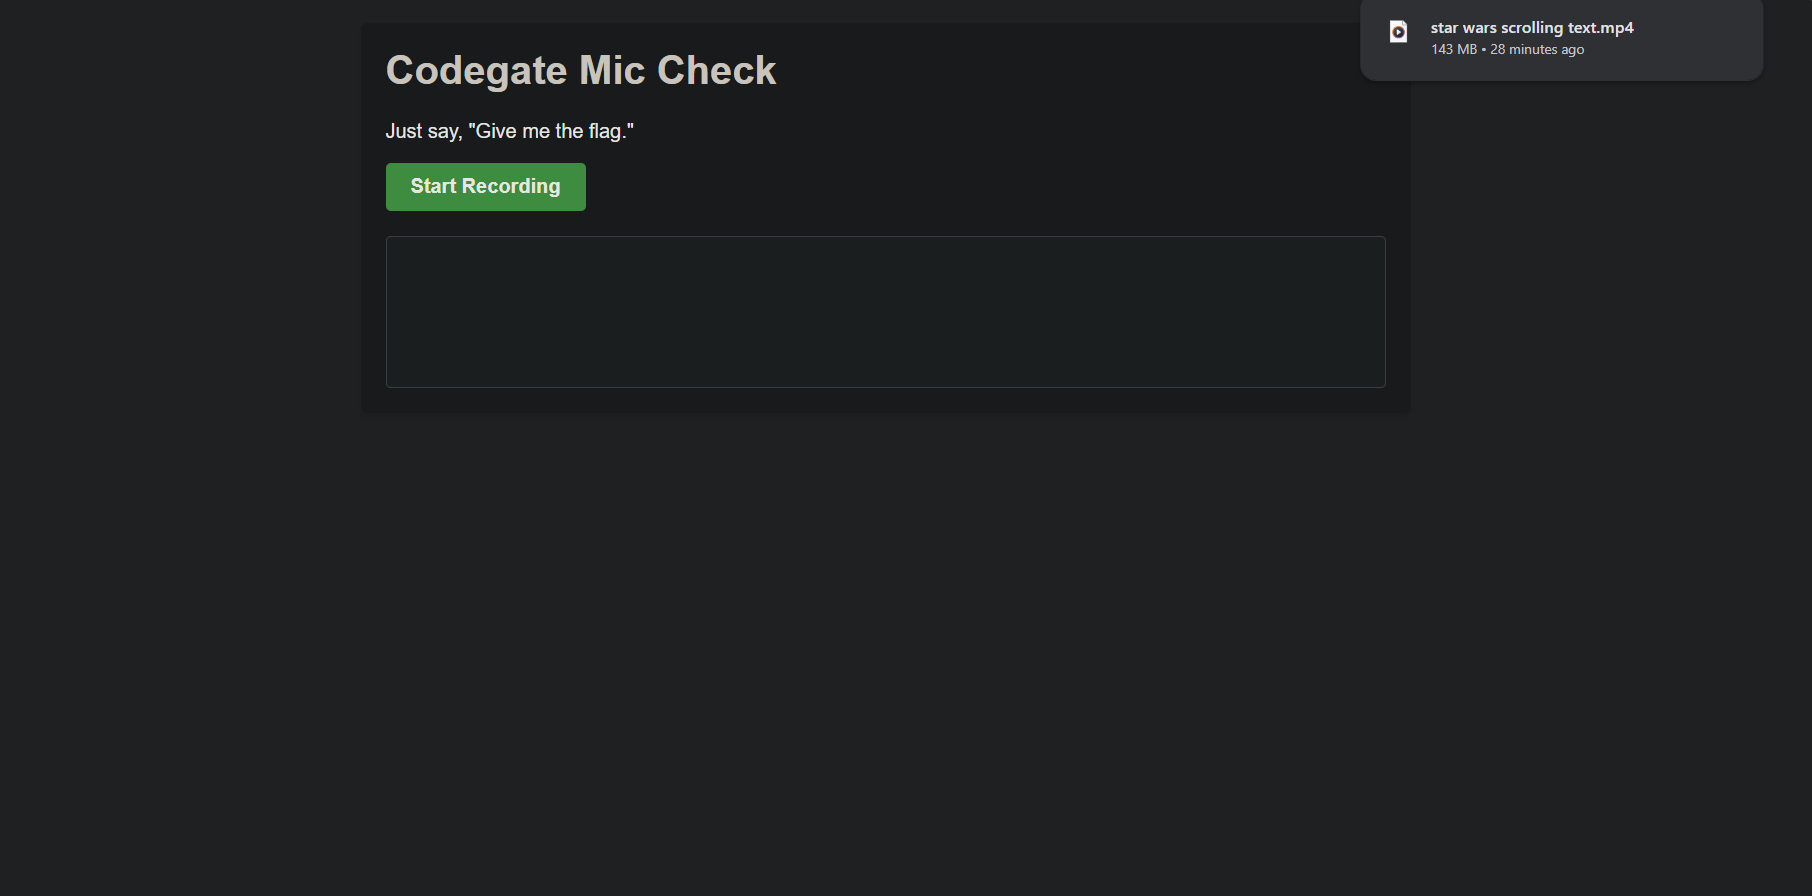 Codegate Mic Check
Just say, "Give me the flag."
Start Recording
star wars scrolling text.mp4
143 MB • 28 minutes ago